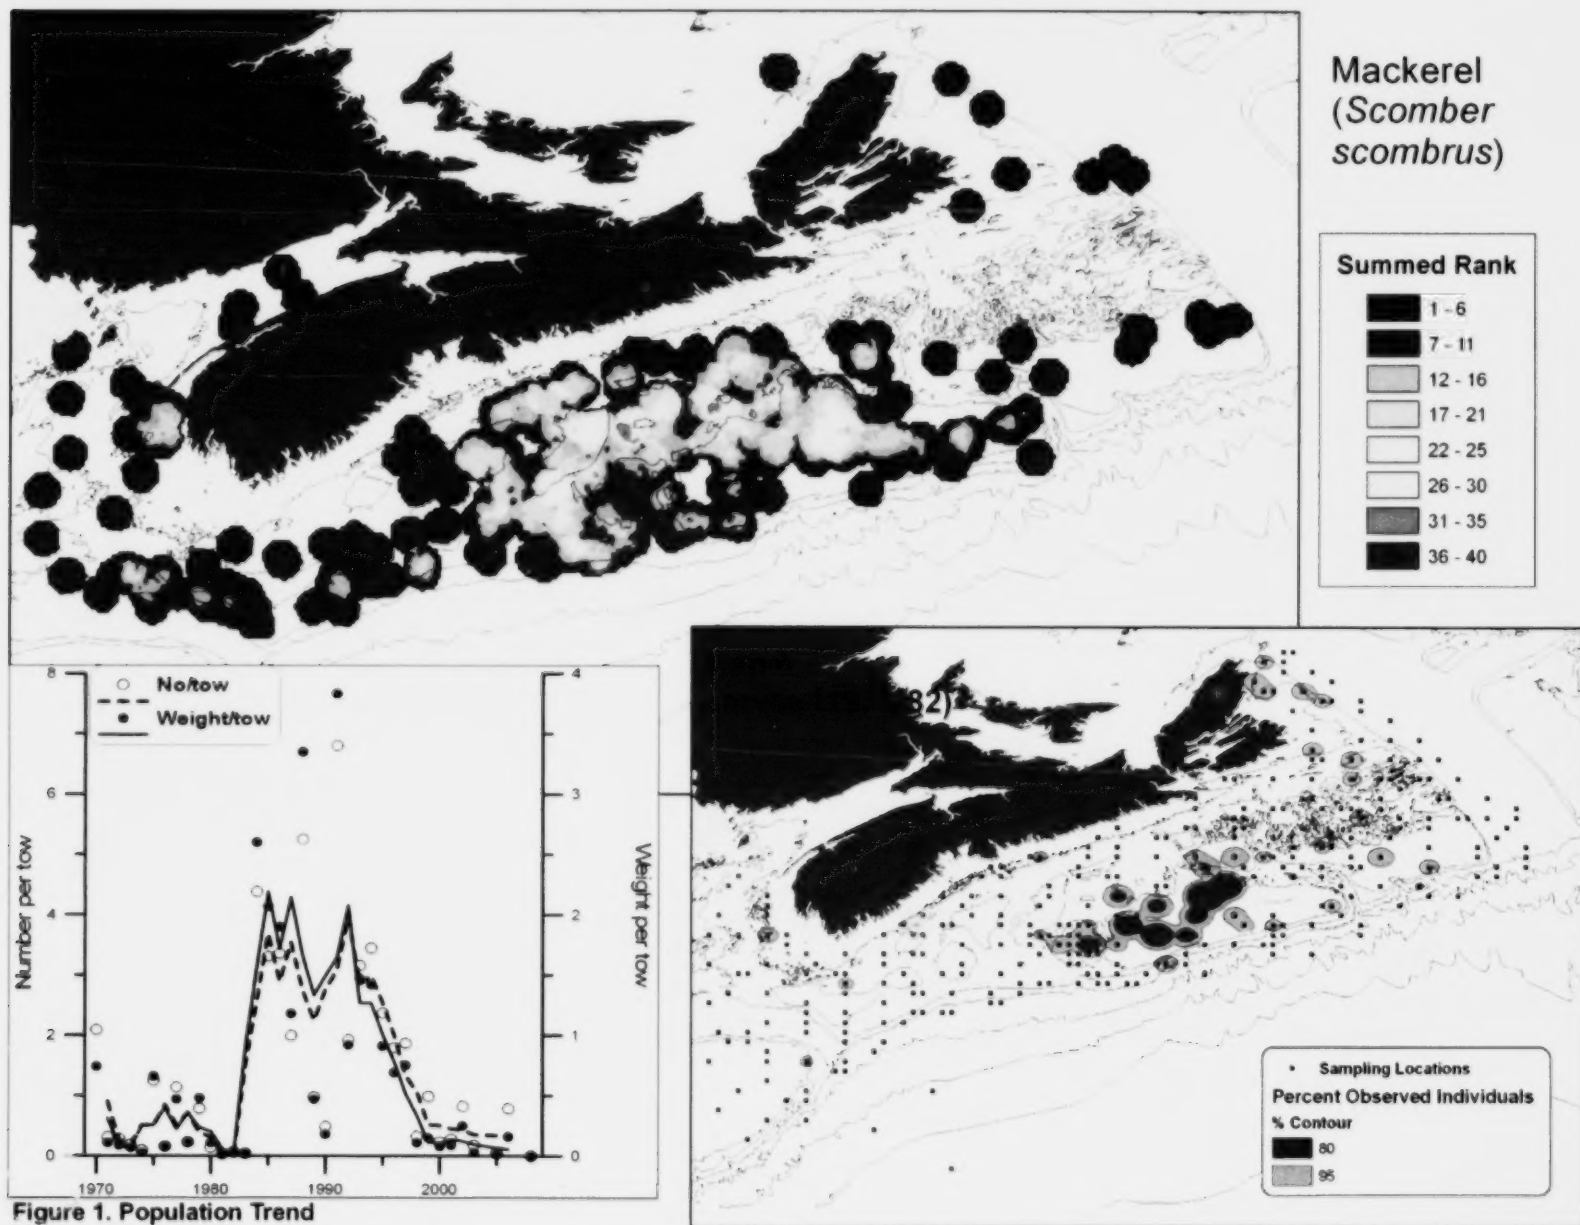 Mackerel
(Scomber
scombrus)
Summed Rank
1 - 6
7 - 11
12 - 16
17 - 21
22 - 25
26 - 30
31 - 35
36 - 40
No/tow
Weight/tow
8
6
4
2
0
Number per tow
4
3
2
1
0
Weight per tow
1970
1980
1990
2000
Figure 1. Population Trend
82)
Sampling Locations
Percent Observed Individuals
% Contour
80
95